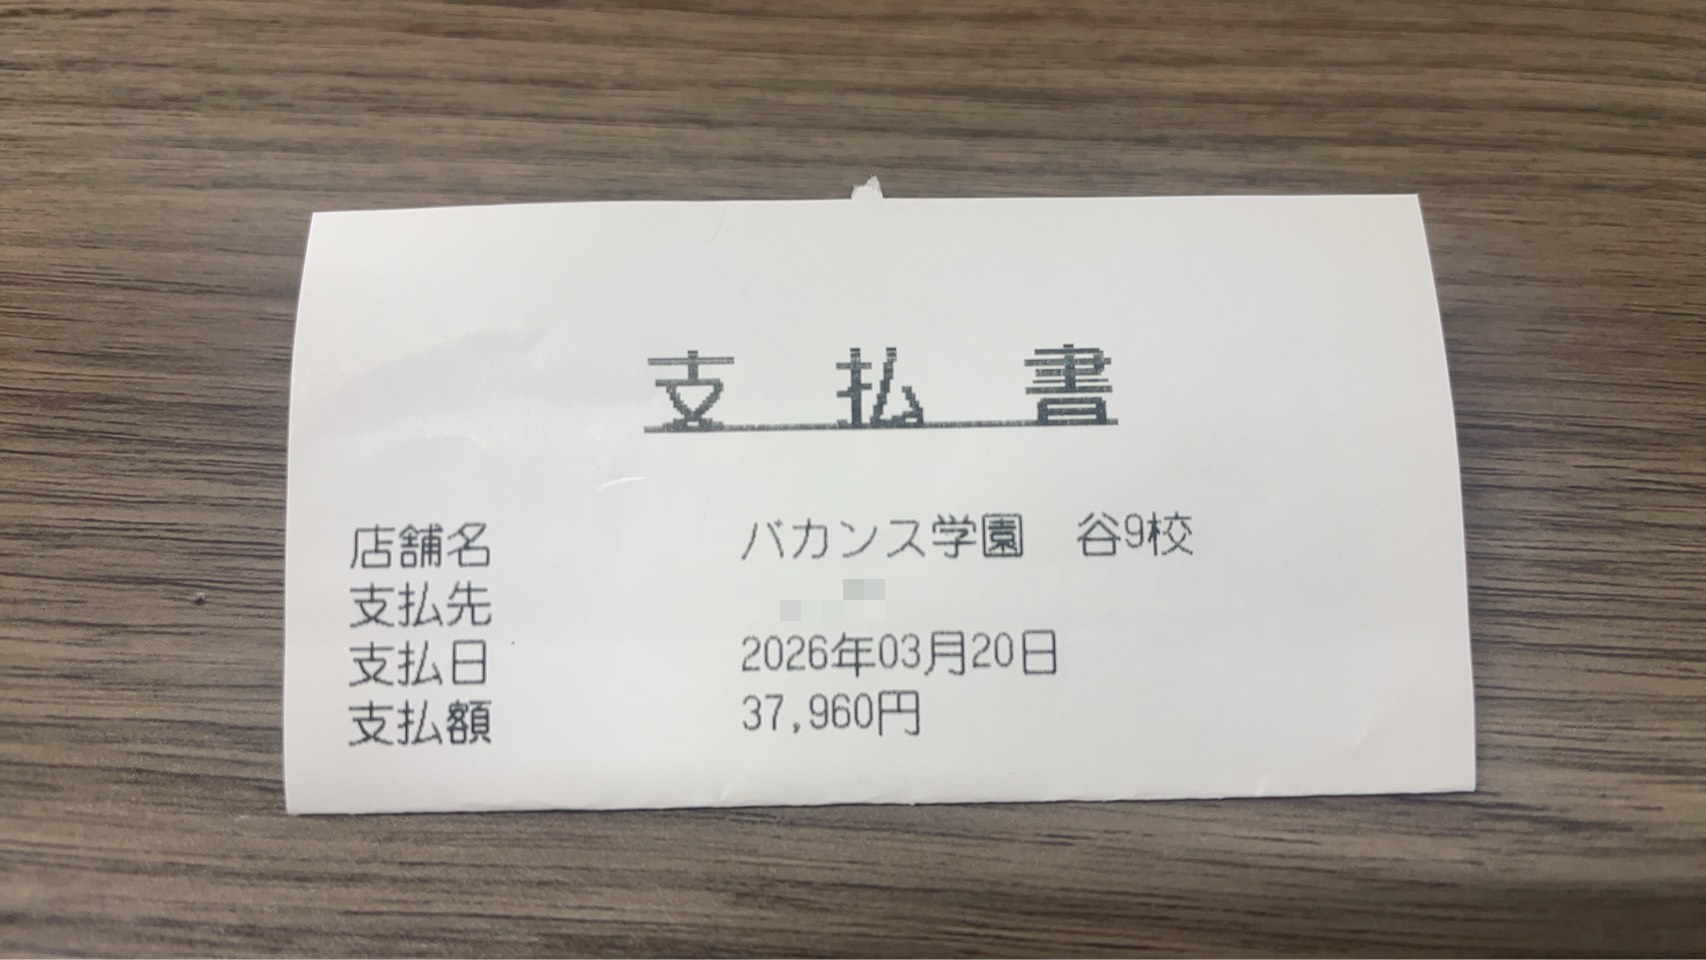 支払書
店舗名 バカンス学園 谷9校
支払先
支払日 2026年03月20日
支払額 37,960円